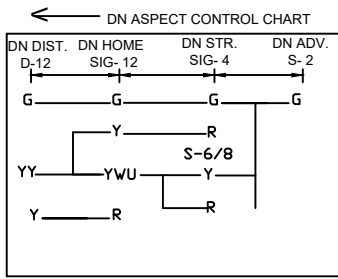 DN ASPECT CONTROL CHART
DN DIST. DN HOME DN STR. DN ADV.
D-12 SIG- 12 SIG- 4 S- 2
G G G G
Y R
S-6/8
YY YWU Y
R
Y R